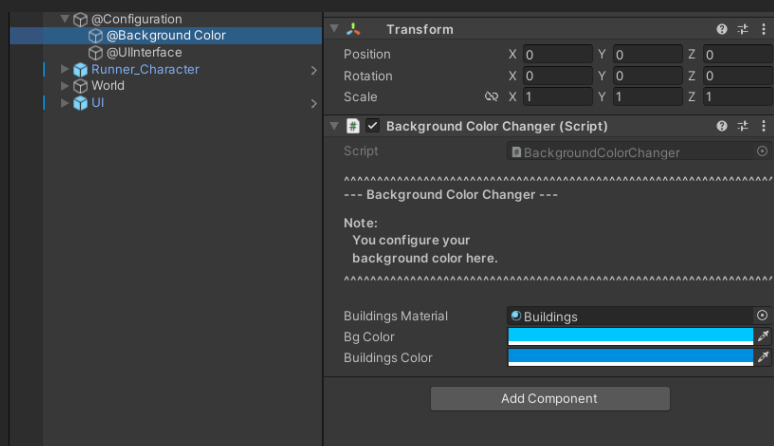 @Configuration
@Background Color
@UIInterface
Runner_Character
World
UI
Transform
Position X 0 Y 0 Z 0
Rotation X 0 Y 0 Z 0
Scale X 1 Y 1 Z 1
# Background Color Changer (Script)
Script BackgroundColorChanger
^^^^^^^^^^^^^^^^^^^^^^^^^^^^^^^^^^^^^^^^^^^^^^^^^^^^^^^^^^^^^^^^^
--- Background Color Changer ---
Note:
You configure your
background color here.
^^^^^^^^^^^^^^^^^^^^^^^^^^^^^^^^^^^^^^^^^^^^^^^^^^^^^^^^^^^^^^^^^
Buildings Material Buildings
Bg Color
Buildings Color
Add Component